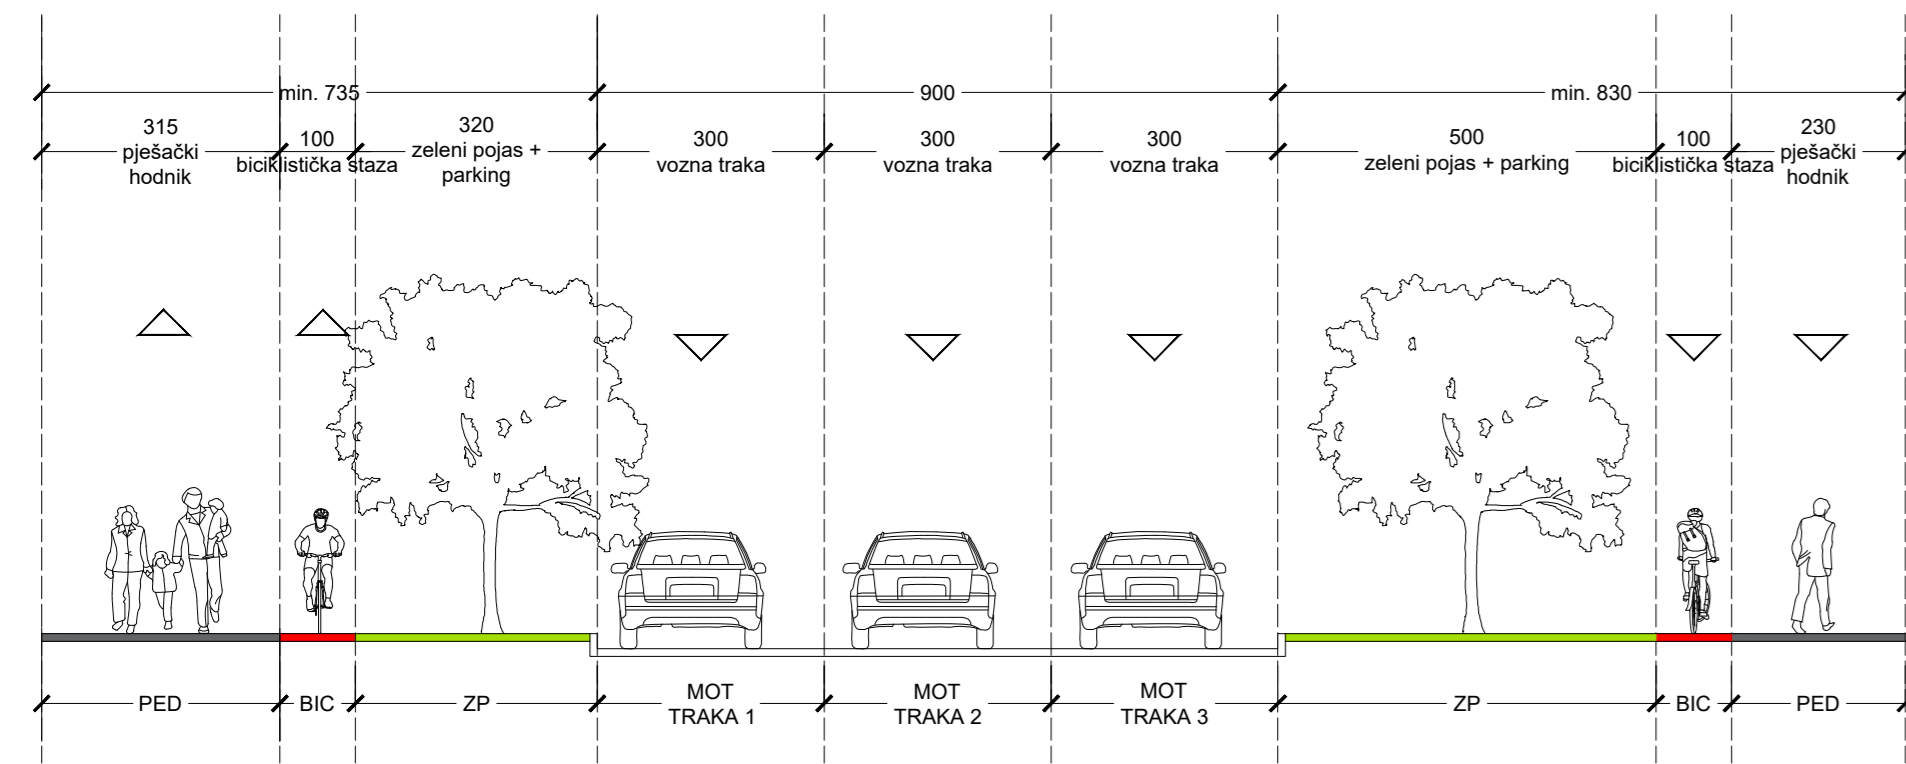 min. 735
900
min. 830
315
pješački
hodnik
100
biciklistička staza
320
zeleni pojas +
parking
300
vozna traka
300
vozna traka
300
vozna traka
500
zeleni pojas + parking
100
biciklistička staza
230
pješački
hodnik
PED
BIC
ZP
MOT
TRAKA 1
MOT
TRAKA 2
MOT
TRAKA 3
ZP
BIC
PED